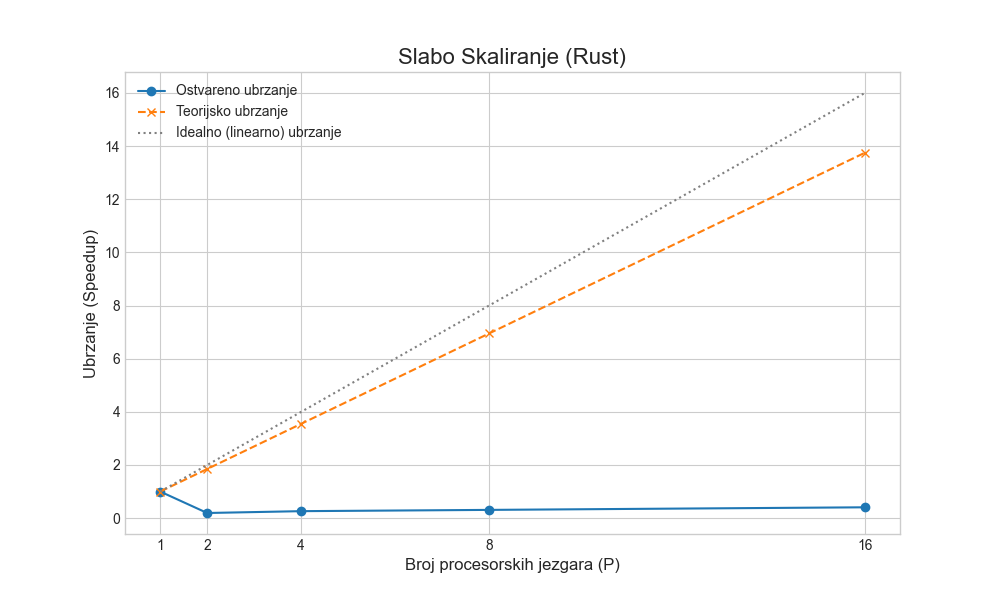 Slabo Skaliranje (Rust)
Ostvareno ubrzanje
Teorijsko ubrzanje
Idealno (linearno) ubrzanje
Ubrzanje (Speedup)
16
14
12
10
8
6
4
2
0
1 2 4 8 16
Broj procesorskih jezgara (P)